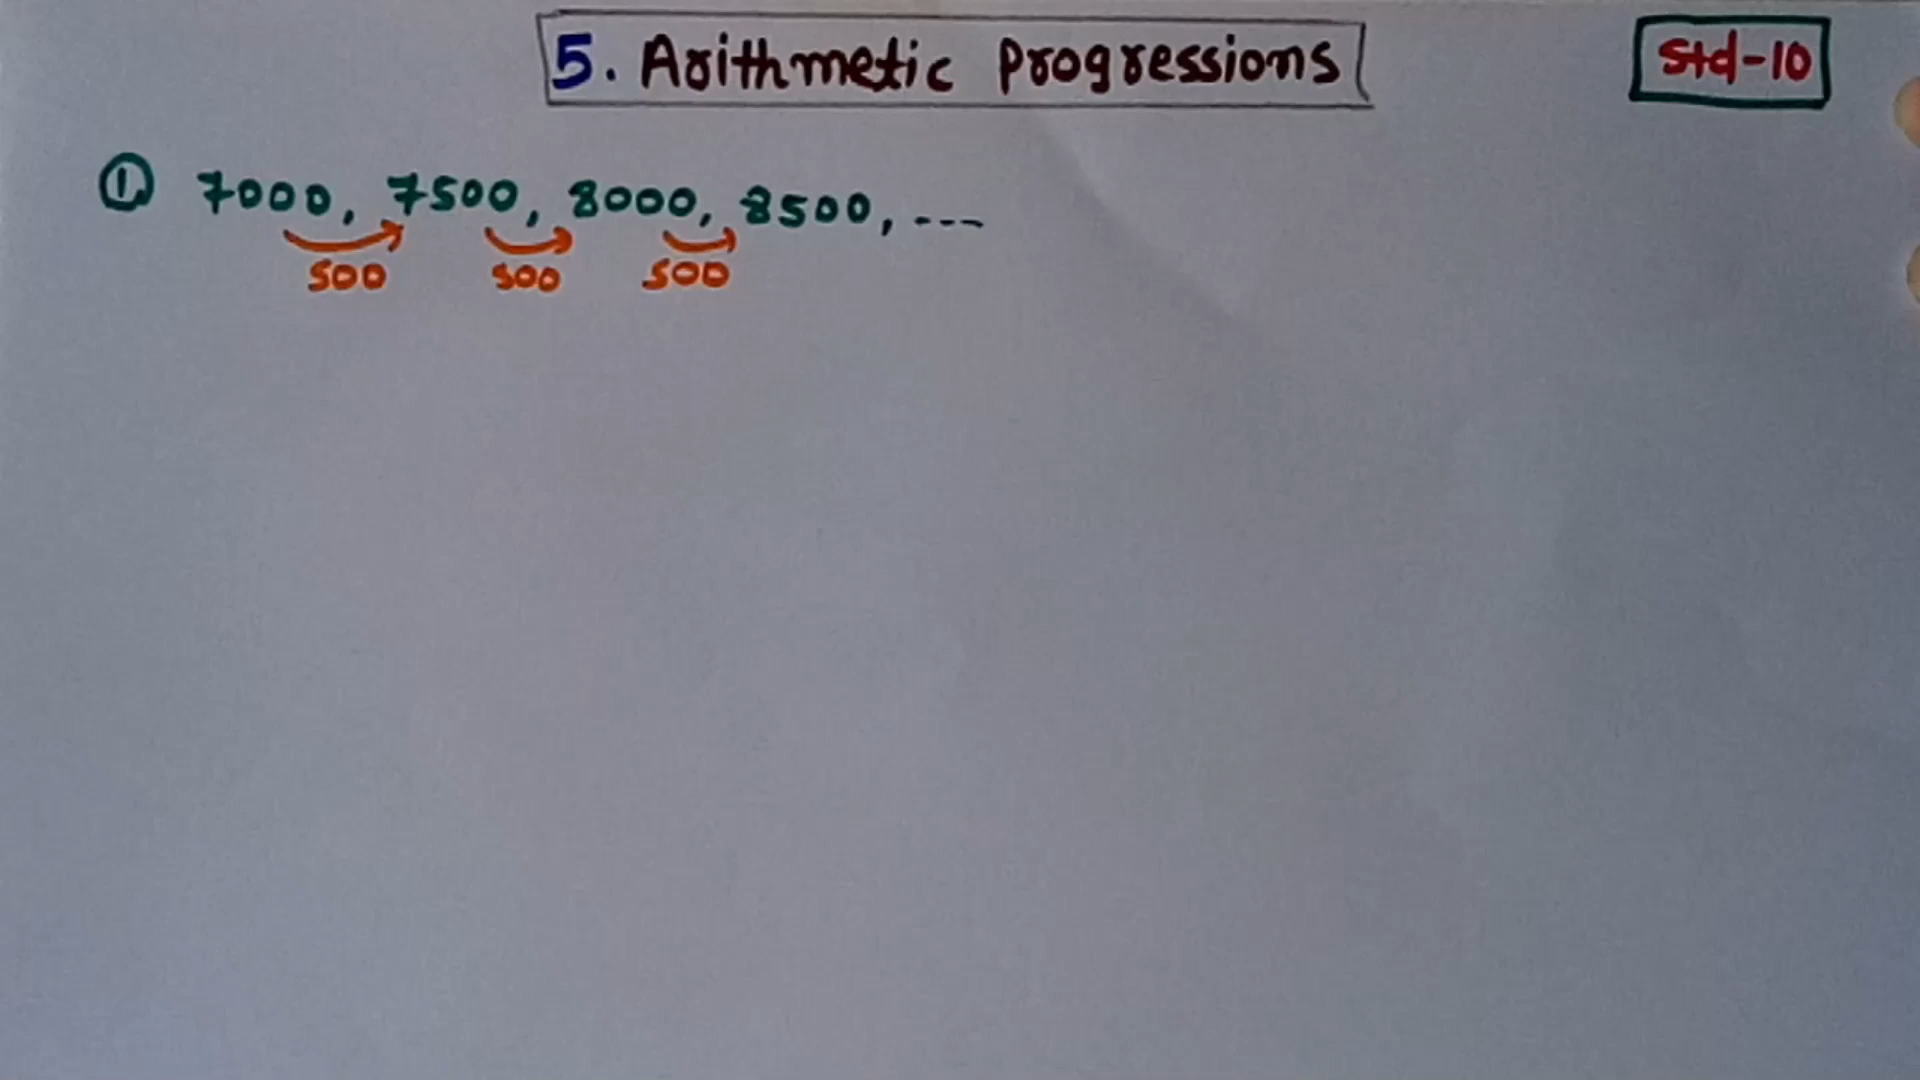 5. Arithmetic Progressions
Std-10
① 7000, 7500, 8000, 8500, ---
500 500 500